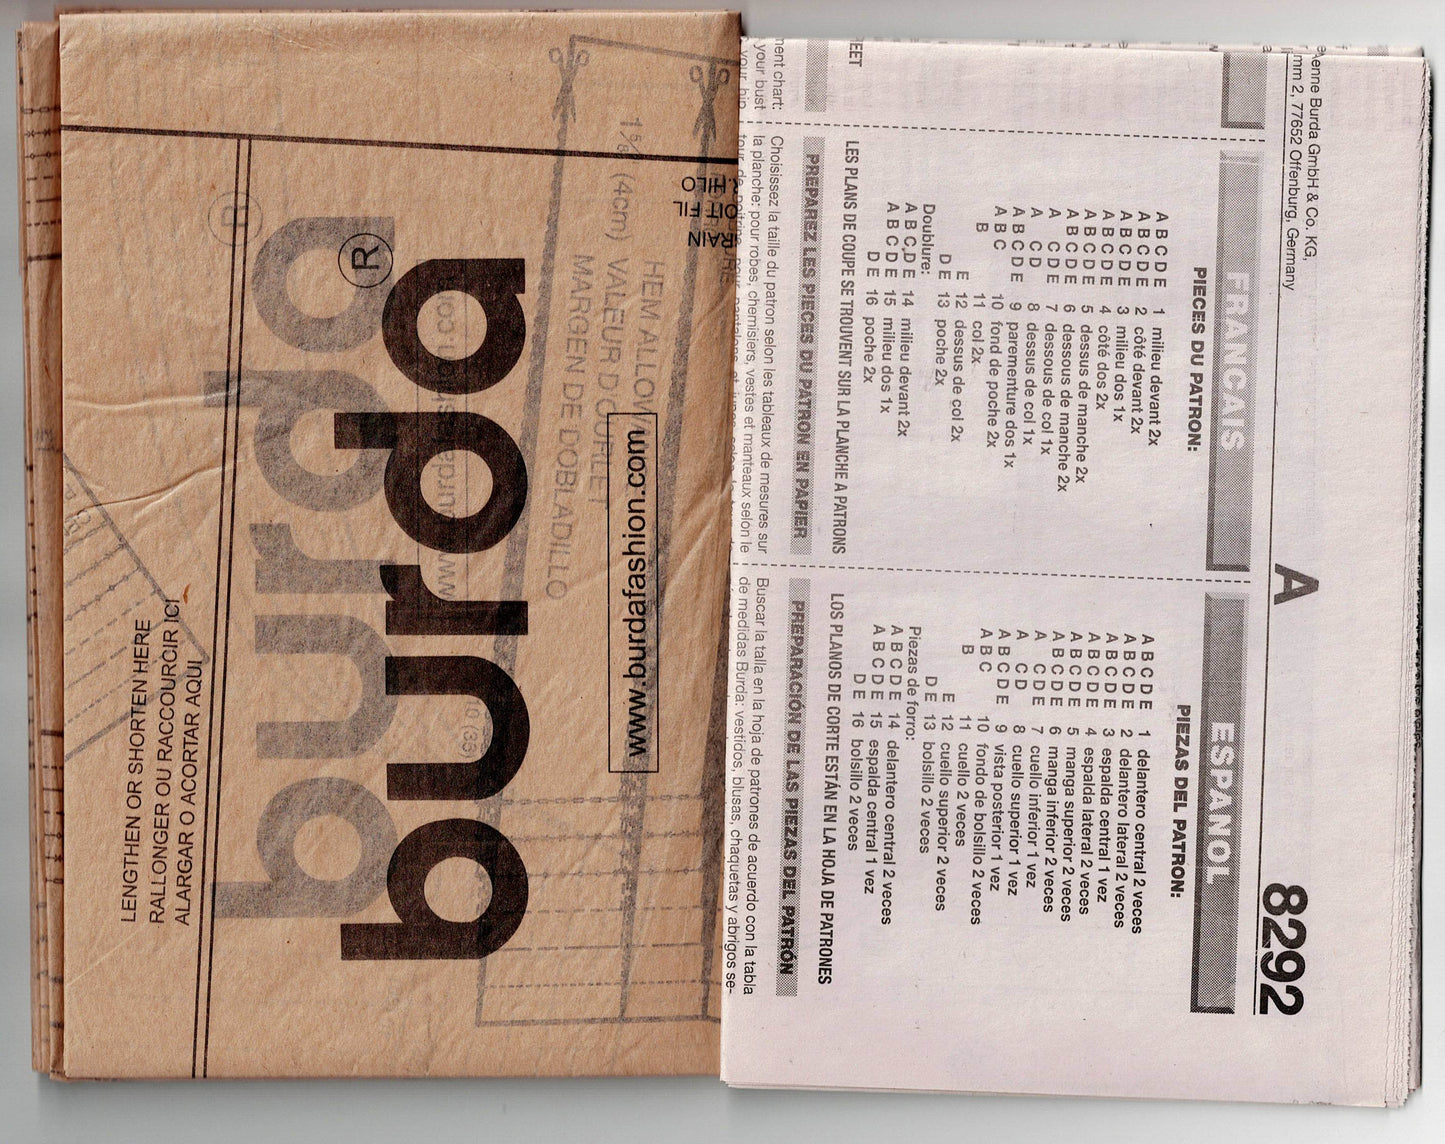 burda
®
www.burdafashion.com
LENGTHEN OR SHORTEN HERE
RALLONGER OU RACCOURCIR ICI
ALARGAR O ACORTAR AQUI
HEM ALLOWA
VALEUR D'OURLET
MARGEN DE DOBLADILLO
1 5/8 (4cm)
burda
®
Aenne Burda GmbH & Co. KG,
mm 2, 77652 Offenburg, Germany
A
8292
FRANCAIS
PIECES DU PATRON:
A B C D E 1 milieu devant 2x
A B C D E 2 côté devant 2x
A B C D E 3 milieu dos 1x
A B C D E 4 côté dos 2x
A B C D E 5 dessus de manche 2x
A B C D E 6 dessous de manche 2x
A C D E 7 dessous de col 1x
A C D 8 dessus de col 1x
A B C D E 9 parementure dos 1x
A B C 10 fond de poche 2x
B 11 col 2x
E 12 dessus de col 2x
D E 13 poche 2x
Doublure:
A B C D E 14 milieu devant 2x
A B C D E 15 milieu dos 1x
D E 16 poche 2x
LES PLANS DE COUPE SE TROUVENT SUR LA PLANCHE A PATRONS
PREPAREZ LES PIECES DU PATRON EN PAPIER
Choisissez la taille du patron selon les tableaux de mesures sur
la planche: pour robes, chemisiers, vestes et manteaux selon le
ESPAÑOL
PIEZAS DEL PATRON:
A B C D E 1 delantero central 2 veces
A B C D E 2 delantero lateral 2 veces
A B C D E 3 espalda central 1 vez
A B C D E 4 espalda lateral 2 veces
A B C D E 5 manga superior 2 veces
A B C D E 6 manga inferior 2 veces
A C D E 7 cuello inferior 1 vez
A C D 8 cuello superior 1 vez
A B C D E 9 vista posterior 1 vez
A B C 10 fondo de bolsillo 2 veces
B 11 cuello 2 veces
E 12 cuello superior 2 veces
D E 13 bolsillo 2 veces
Piezas de forro:
A B C D E 14 delantero central 2 veces
A B C D E 15 espalda central 1 vez
D E 16 bolsillo 2 veces
LOS PLANOS DE CORTE ESTÁN EN LA HOJA DE PATRONES
PREPARACIÓN DE LAS PIEZAS DEL PATRÓN
Buscar la talla en la hoja de patrones de acuerdo con la tabla
de medidas Burda: vestidos, blusas, chaquetas y abrigos se-